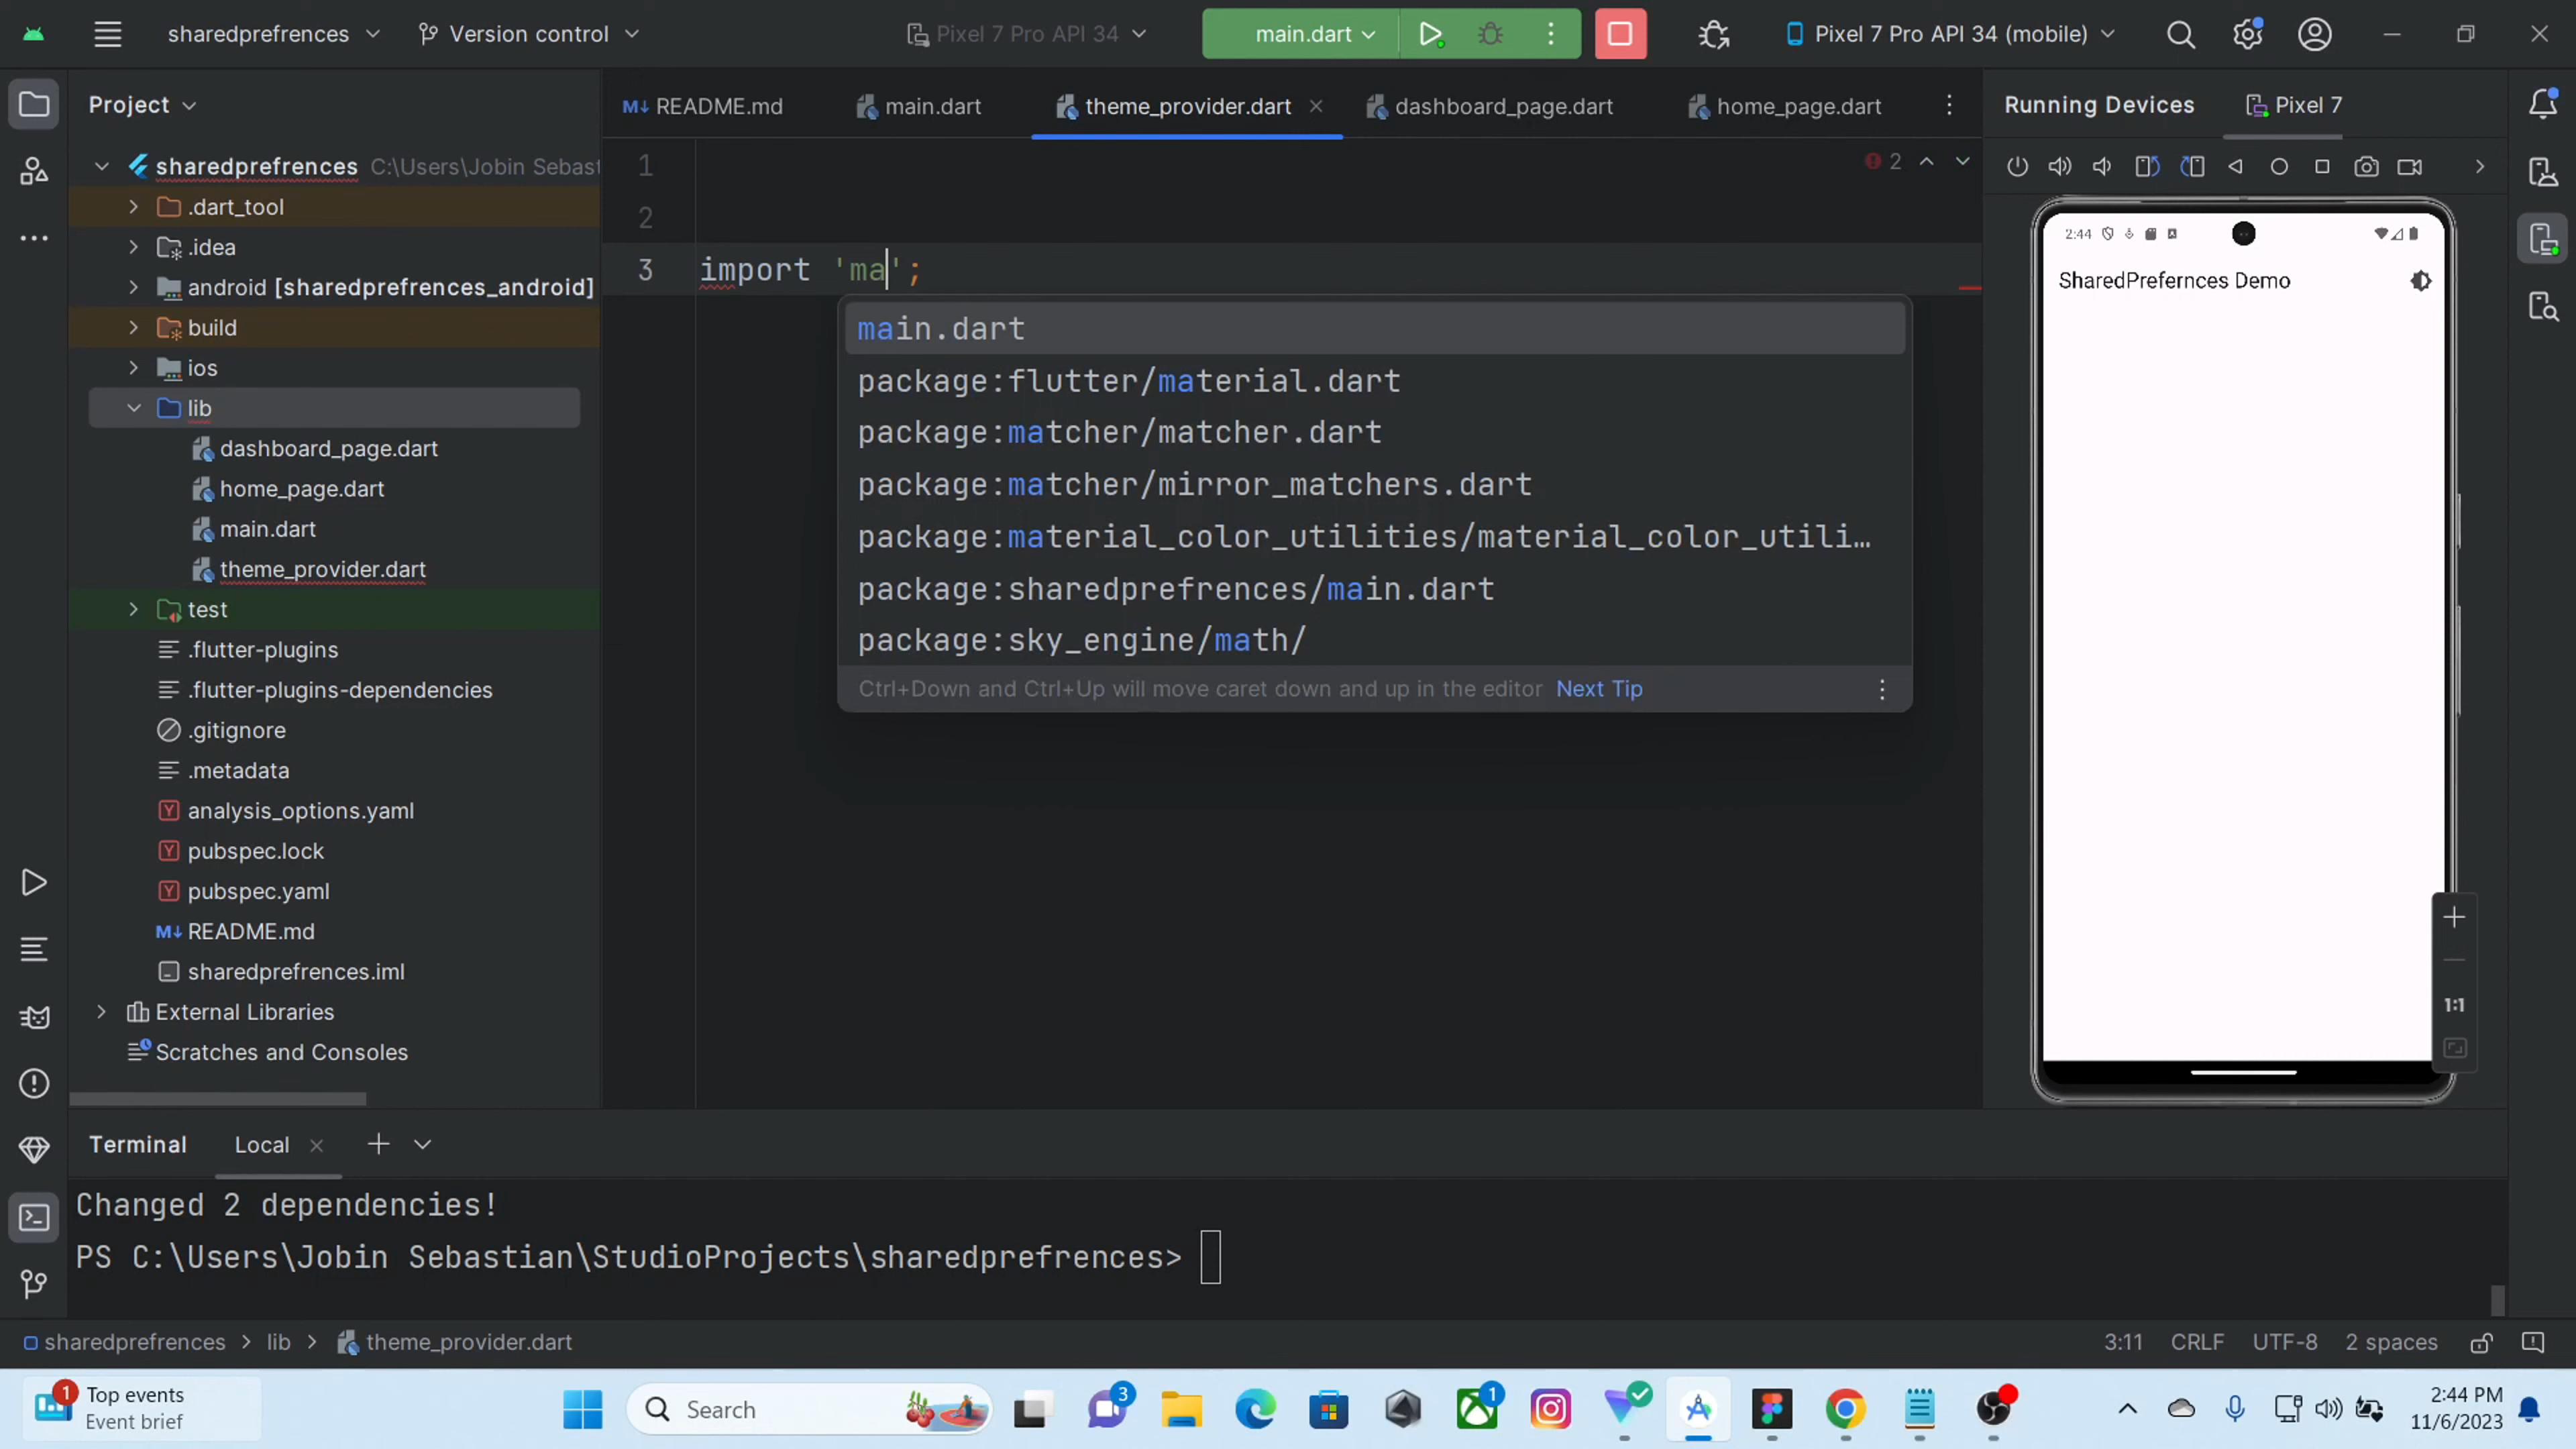 sharedprefrences
Version control
Pixel 7 Pro API 34
main.dart
Pixel 7 Pro API 34 (mobile)
Project
README.md
main.dart
theme_provider.dart
dashboard_page.dart
home_page.dart
Running Devices
Pixel 7
sharedprefrences C:\Users\Jobin Sebast
.dart_tool
.idea
android [sharedprefrences_android]
build
ios
lib
dashboard_page.dart
home_page.dart
main.dart
theme_provider.dart
test
.flutter-plugins
.flutter-plugins-dependencies
.gitignore
.metadata
analysis_options.yaml
pubspec.lock
pubspec.yaml
README.md
sharedprefrences.iml
External Libraries
Scratches and Consoles
1
2
2
3 import 'ma';
main.dart
package:flutter/material.dart
package:matcher/matcher.dart
package:matcher/mirror_matchers.dart
package:material_color_utilities/material_color_utili…
package:sharedprefrences/main.dart
package:sky_engine/math/
Ctrl+Down and Ctrl+Up will move caret down and up in the editor Next Tip
2:44
SharedPrefernces Demo
1:1
Terminal
Local
Changed 2 dependencies!
PS C:\Users\Jobin Sebastian\StudioProjects\sharedprefrences>
sharedprefrences > lib > theme_provider.dart
3:11 CRLF UTF-8 2 spaces
1
Top events
Event brief
Search
3
1
2:44 PM
11/6/2023